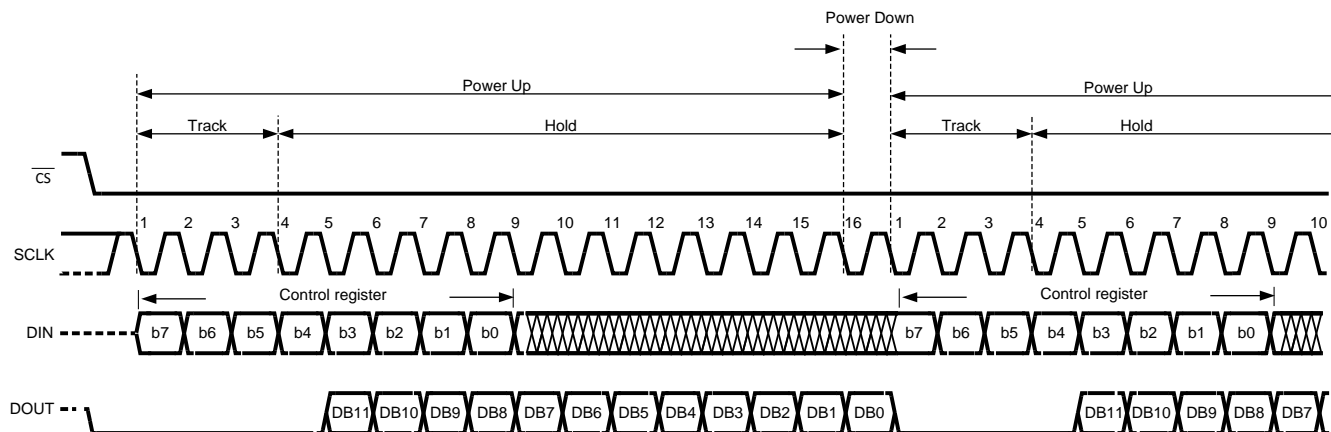 Power Down
Power Up
Power Up
Track
Hold
Track
Hold
CS
1 2 3 4 5 6 7 8 9 10 11 12 13 14 15 16 1 2 3 4 5 6 7 8 9 10
SCLK
Control register
Control register
DIN
b7 b6 b5 b4 b3 b2 b1 b0 b7 b6 b5 b4 b3 b2 b1 b0
DOUT
DB11 DB10 DB9 DB8 DB7 DB6 DB5 DB4 DB3 DB2 DB1 DB0 DB11 DB10 DB9 DB8 DB7